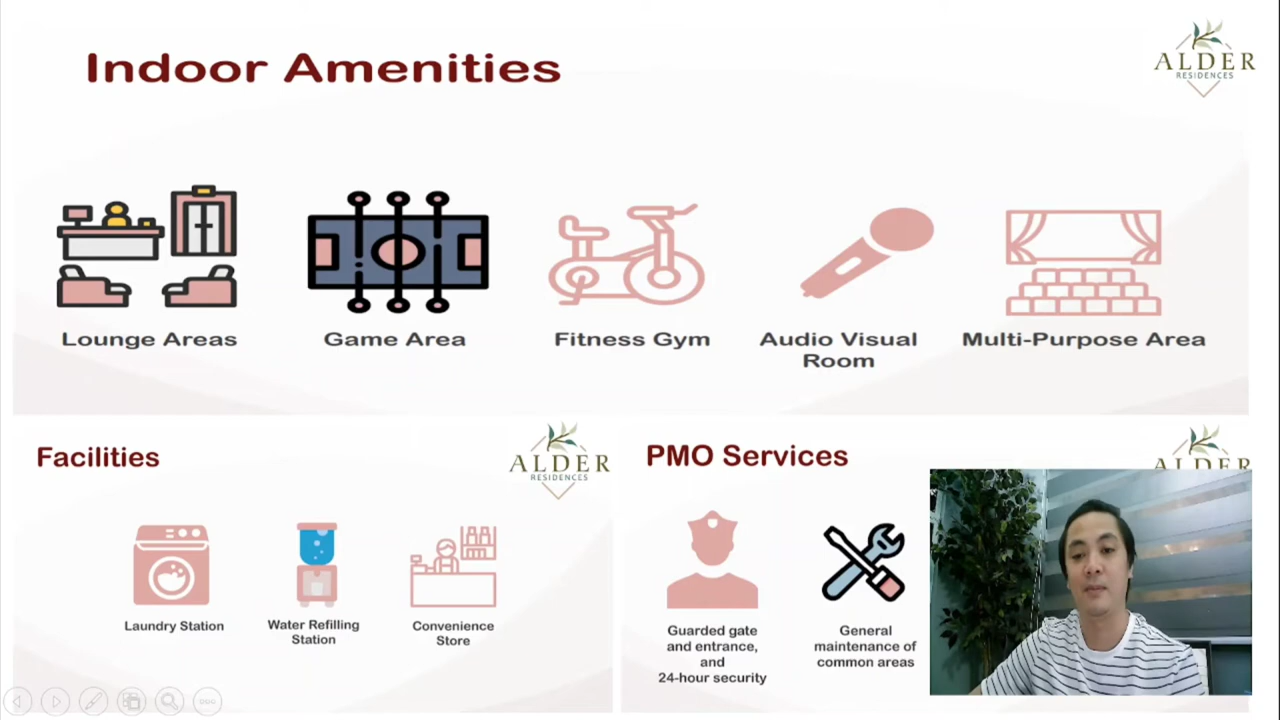 Indoor Amenities
ALDER
RESIDENCES
Lounge Areas
Game Area
Fitness Gym
Audio Visual
Room
Multi-Purpose Area
Facilities
ALDER
RESIDENCES
Laundry Station
Water Refilling
Station
Convenience
Store
PMO Services
ALDER
Guarded gate
and entrance,
and
24-hour security
General
maintenance of
common areas